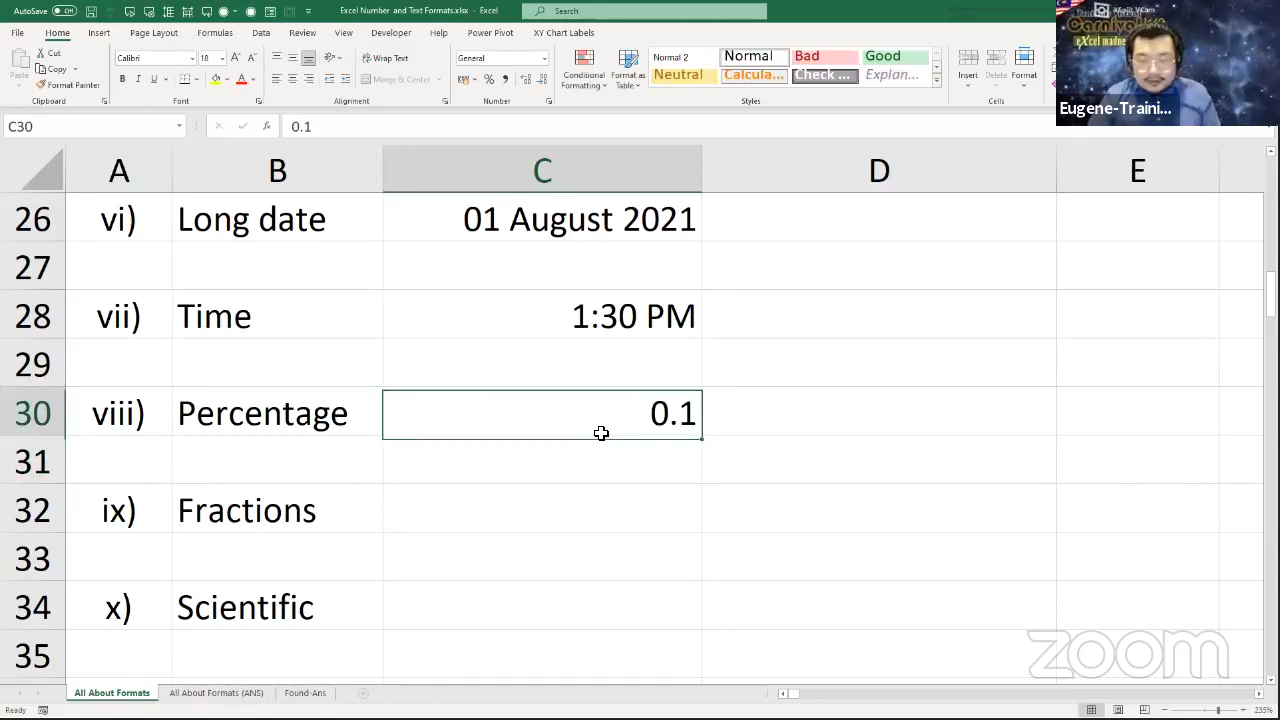 AutoSave Off
Excel Number and Text Formats.xlsx - Excel
Search
File Home Insert Page Layout Formulas Data Review View Developer Help Power Pivot XY Chart Labels
Cut
Copy
Format Painter
Paste
Clipboard
Calibri 18
B I U
Font
Wrap Text
Merge & Center
Alignment
General
Number
Conditional Formatting
Format as Table
Normal 2 Normal Bad Good
Neutral Calcula... Check ... Explan...
Styles
Insert Delete Format
Cells
Eugene-Traini...
C30 fx 0.1
A B C D E
26 vi) Long date 01 August 2021
27
28 vii) Time 1:30 PM
29
30 viii) Percentage 0.1
31
32 ix) Fractions
33
34 x) Scientific
35
zoom
All About Formats All About Formats (ANS) Found-Ans
Ready
235%